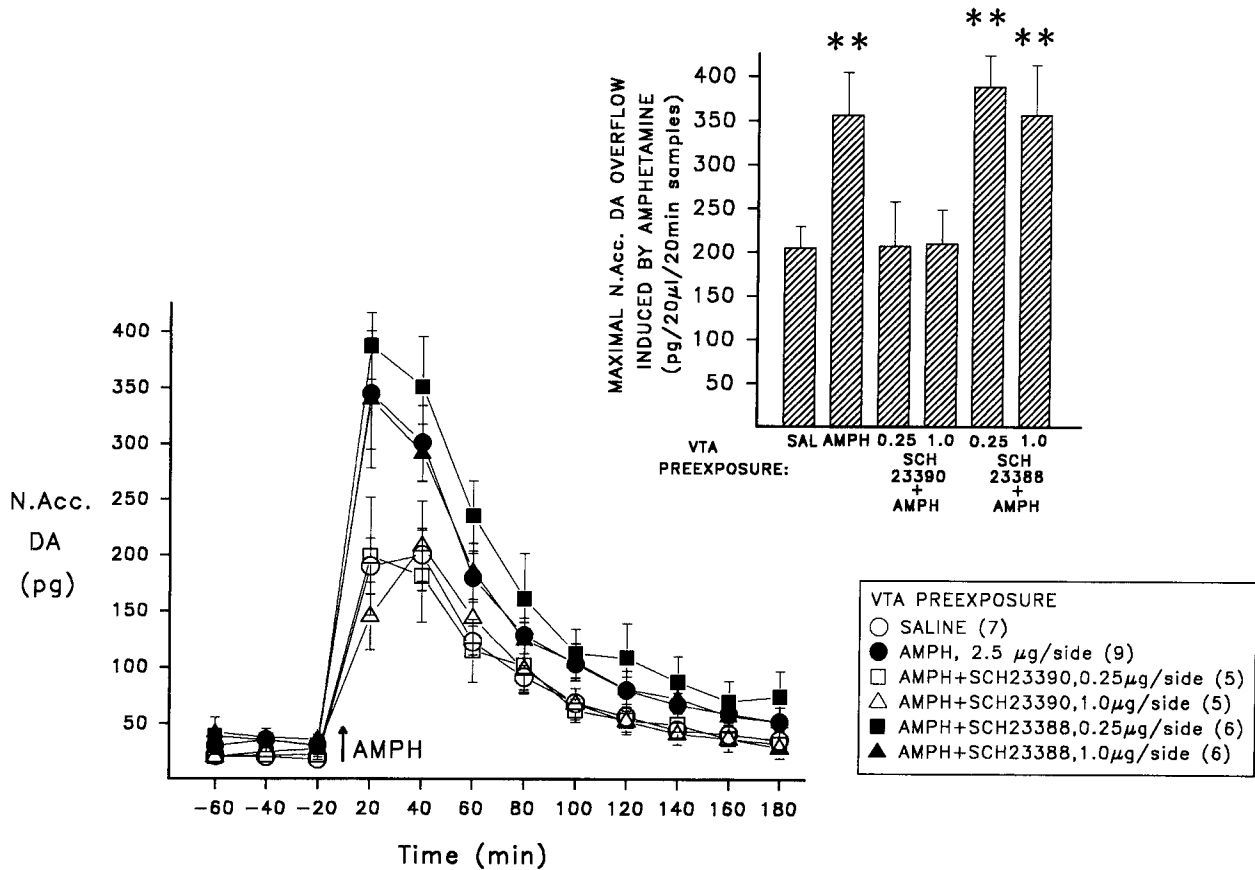 MAXIMAL N.Acc. DA OVERFLOW
INDUCED BY AMPHETAMINE
(pg/20µl/20min samples)
400
350
300
250
200
150
100
50
**
**
**
SAL AMPH 0.25 1.0 0.25 1.0
VTA
PREEXPOSURE:
SCH
23390
+
AMPH
SCH
23388
+
AMPH
N.Acc.
DA
(pg)
400
350
300
250
200
150
100
50
AMPH
-60 -40 -20 20 40 60 80 100 120 140 160 180
Time (min)
VTA PREEXPOSURE
SALINE (7)
AMPH, 2.5 µg/side (9)
AMPH+SCH23390,0.25µg/side (5)
AMPH+SCH23390,1.0µg/side (5)
AMPH+SCH23388,0.25µg/side (6)
AMPH+SCH23388,1.0µg/side (6)